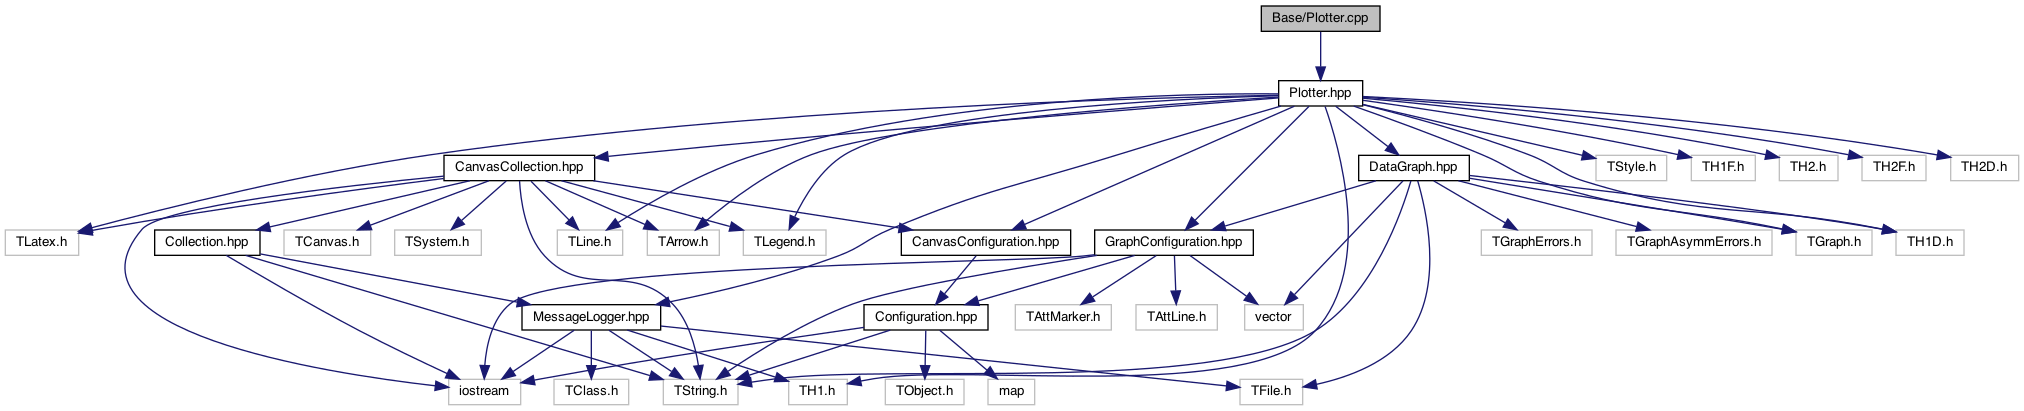 Base/Plotter.cpp
Plotter.hpp
CanvasCollection.hpp
DataGraph.hpp
TStyle.h
TH1F.h
TH2.h
TH2F.h
TH2D.h
TLatex.h
Collection.hpp
TCanvas.h
TSystem.h
TLine.h
TArrow.h
TLegend.h
CanvasConfiguration.hpp
GraphConfiguration.hpp
TGraphErrors.h
TGraphAsymmErrors.h
TGraph.h
TH1D.h
MessageLogger.hpp
Configuration.hpp
TAttMarker.h
TAttLine.h
vector
iostream
TClass.h
TString.h
TH1.h
TObject.h
map
TFile.h